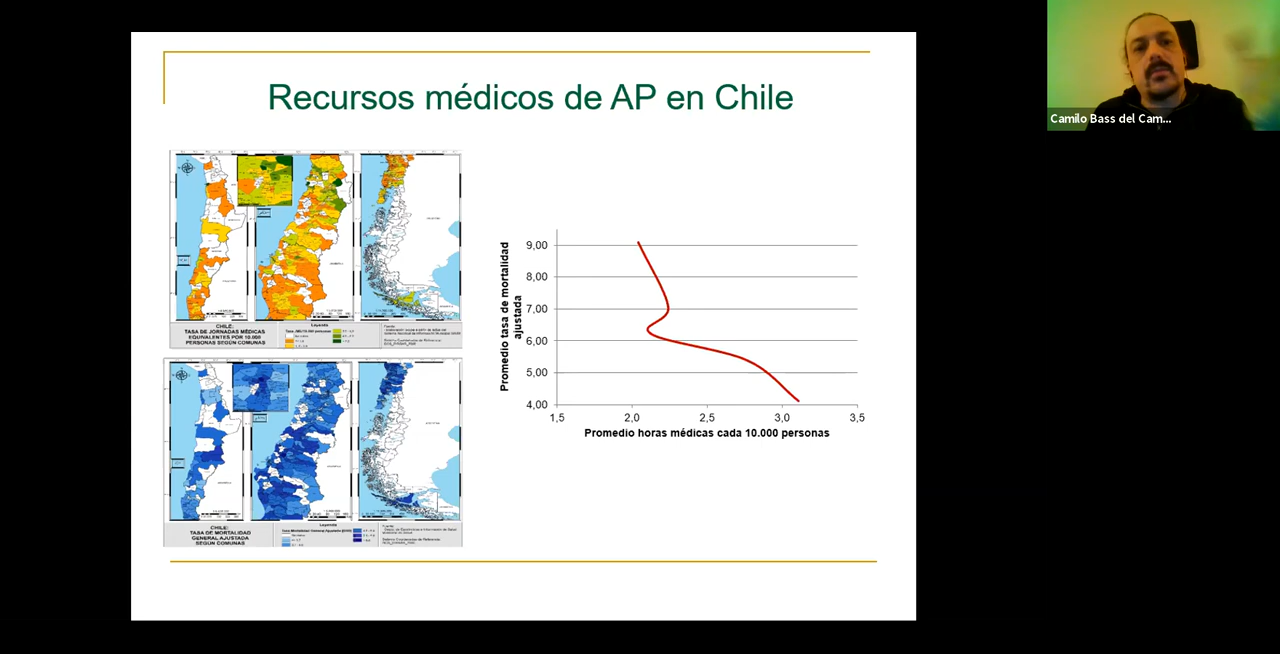 Recursos médicos de AP en Chile
CHILE:
TASA DE JORNADAS MÉDICAS
EQUIVALENTES POR 10.000
PERSONAS SEGÚN COMUNAS
Leyenda
CHILE:
TASA DE MORTALIDAD
GENERAL AJUSTADA
SEGÚN COMUNAS
Leyenda
Promedio tasa de mortalidad
ajustada
9,00
8,00
7,00
6,00
5,00
4,00
1,5 2,0 2,5 3,0 3,5
Promedio horas médicas cada 10.000 personas
Camilo Bass del Cam...